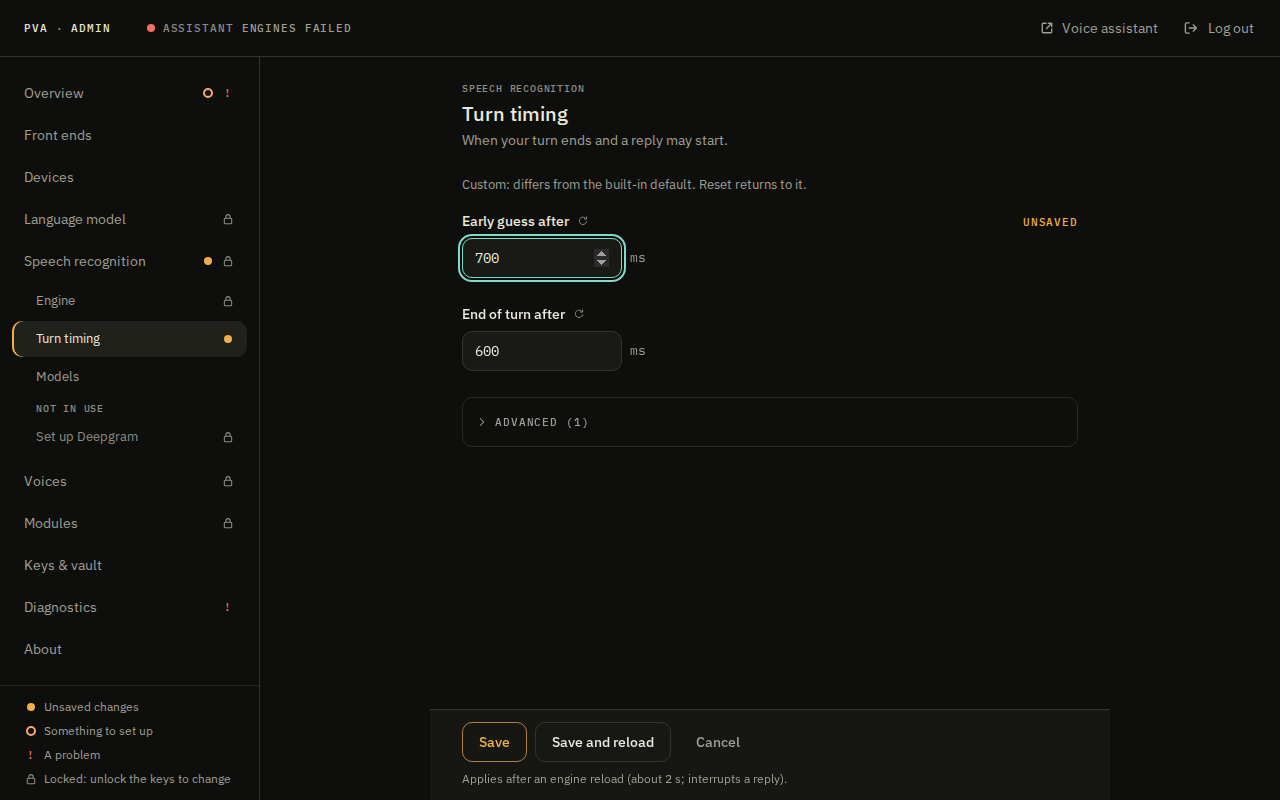 PVA · ADMIN
ASSISTANT ENGINES FAILED
Voice assistant
Log out
Overview !
Front ends
Devices
Language model
Speech recognition
Engine
Turn timing
Models
NOT IN USE
Set up Deepgram
Voices
Modules
Keys & vault
Diagnostics !
About
Unsaved changes
Something to set up
! A problem
Locked: unlock the keys to change
SPEECH RECOGNITION
Turn timing
When your turn ends and a reply may start.
Custom: differs from the built-in default. Reset returns to it.
Early guess after
UNSAVED
700 ms
End of turn after
600 ms
ADVANCED (1)
Save
Save and reload
Cancel
Applies after an engine reload (about 2 s; interrupts a reply).